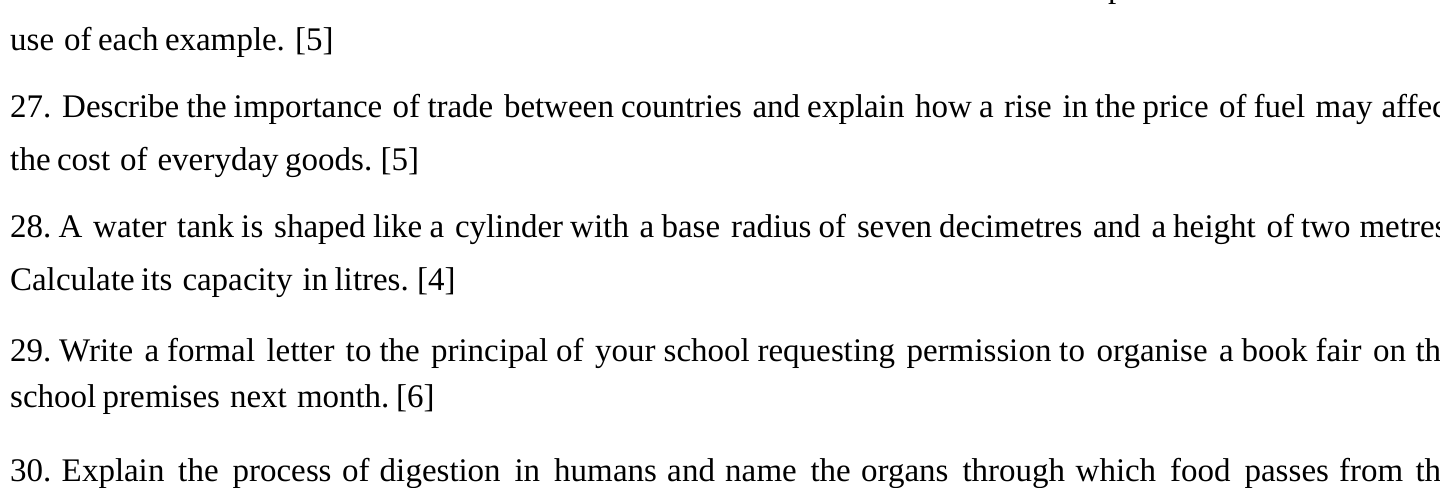 use of each example. [5]
27. Describe the importance of trade between countries and explain how a rise in the price of fuel may
the cost of everyday goods. [5]
28. A water tank is shaped like a cylinder with a base radius of seven decimetres and a height of two
Calculate its capacity in litres. [4]
29. Write a formal letter to the principal of your school requesting permission to organise a book fair on
school premises next month. [6]
30. Explain the process of digestion in humans and name the organs through which food passes from